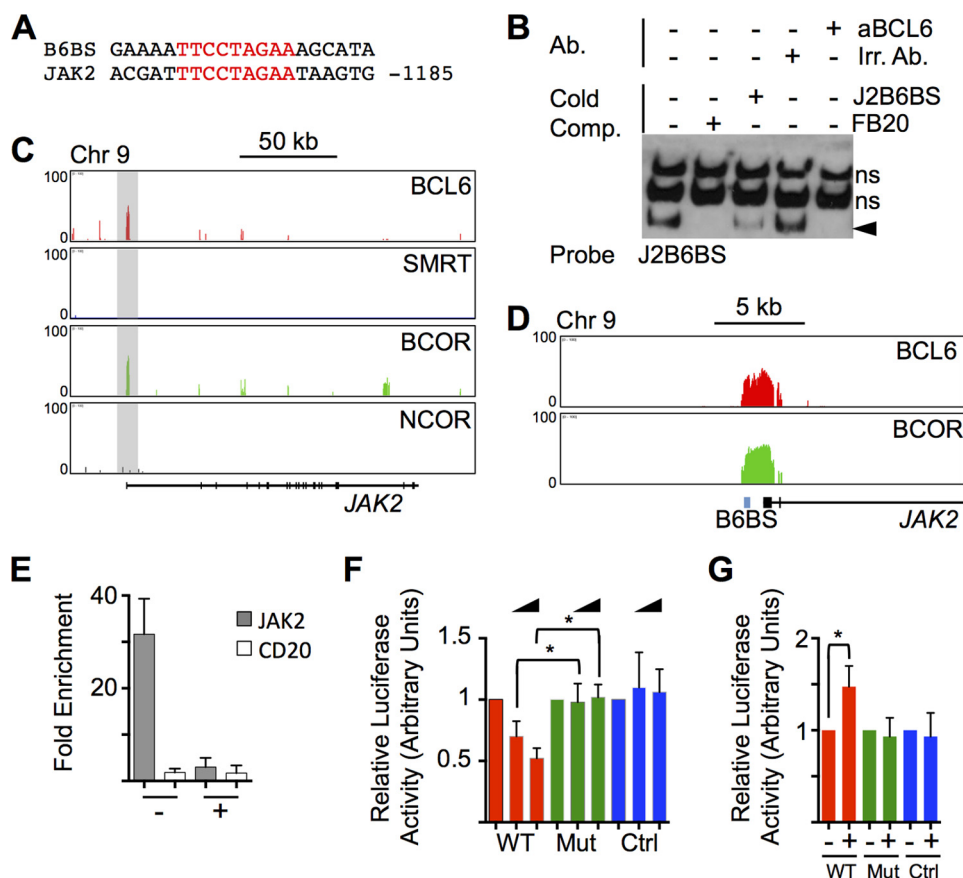 A
B6BS GAAAATTCCTAGAAAGCATA
JAK2 ACGATTTCCTAGAATAAGTG -1185
B
Ab.
- - - - + aBCL6
- - - + - Irr. Ab.
Cold
Comp.
- - + - - J2B6BS
- + - - - FB20
ns
ns
Probe J2B6BS
C
Chr 9
50 kb
100
BCL6
0
100
SMRT
0
100
BCOR
0
100
NCOR
0
JAK2
D
Chr 9
5 kb
100
BCL6
0
100
BCOR
0
B6BS
JAK2
E
Fold Enrichment
40
20
JAK2
CD20
- +
F
Relative Luciferase
Activity (Arbitrary Units)
1.5
1
0.5
*
*
WT Mut Ctrl
G
Relative Luciferase
Activity (Arbitrary Units)
2
1
0
*
- + - + - +
WT Mut Ctrl